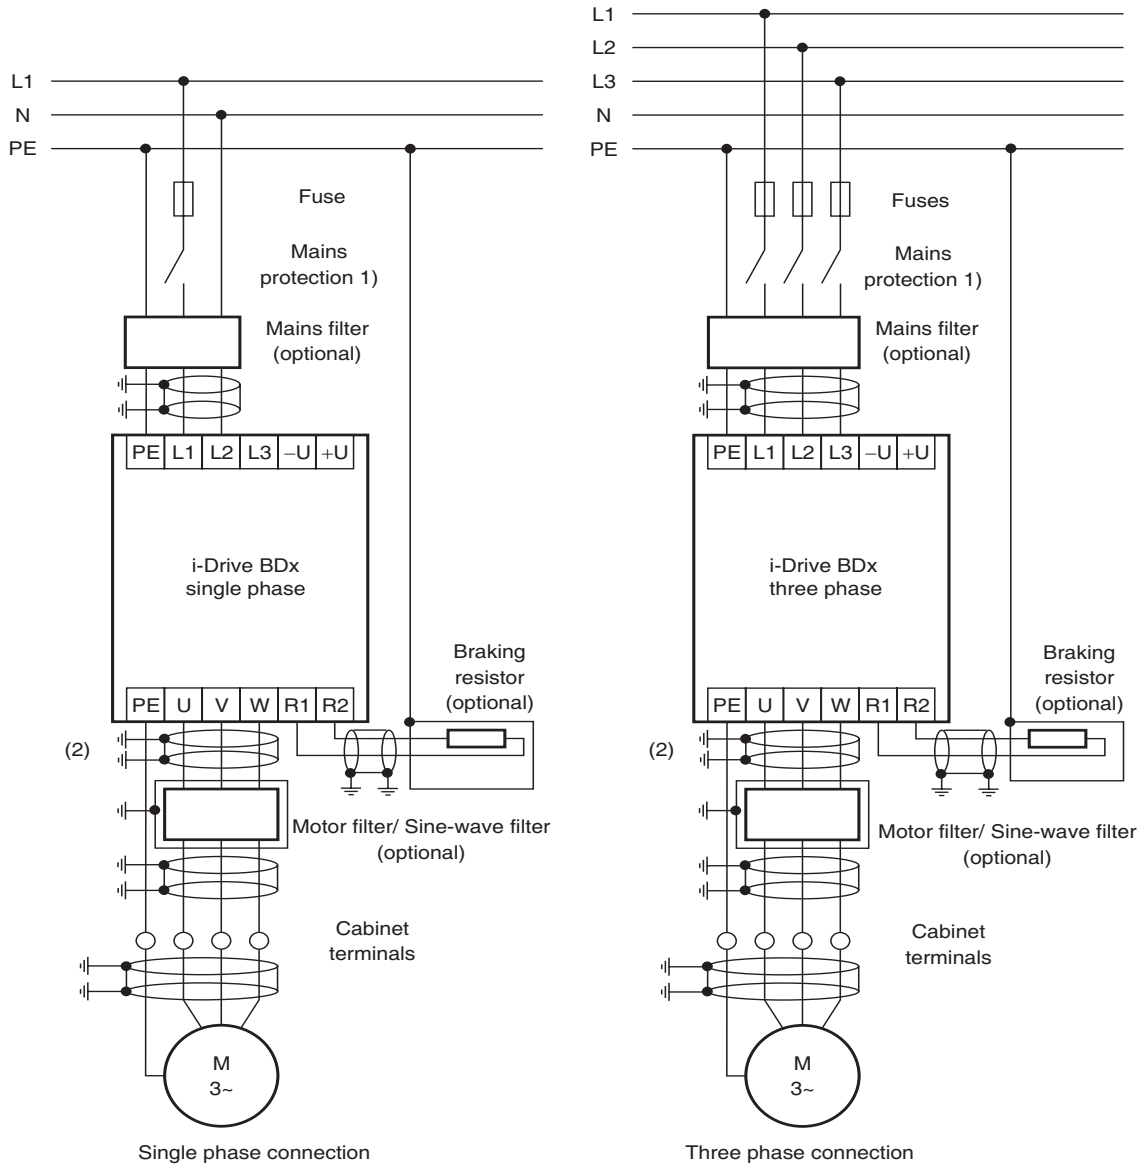 L1
N
PE
Fuse
Mains
protection 1)
Mains filter
(optional)
PE L1 L2 L3 –U +U
i-Drive BDx
single phase
Braking
resistor
(optional)
PE U V W R1 R2
(2)
Motor filter/ Sine-wave filter
(optional)
Cabinet
terminals
M
3~
Single phase connection
L1
L2
L3
N
PE
Fuses
Mains
protection 1)
Mains filter
(optional)
PE L1 L2 L3 –U +U
i-Drive BDx
three phase
Braking
resistor
(optional)
PE U V W R1 R2
(2)
Motor filter/ Sine-wave filter
(optional)
Cabinet
terminals
M
3~
Three phase connection